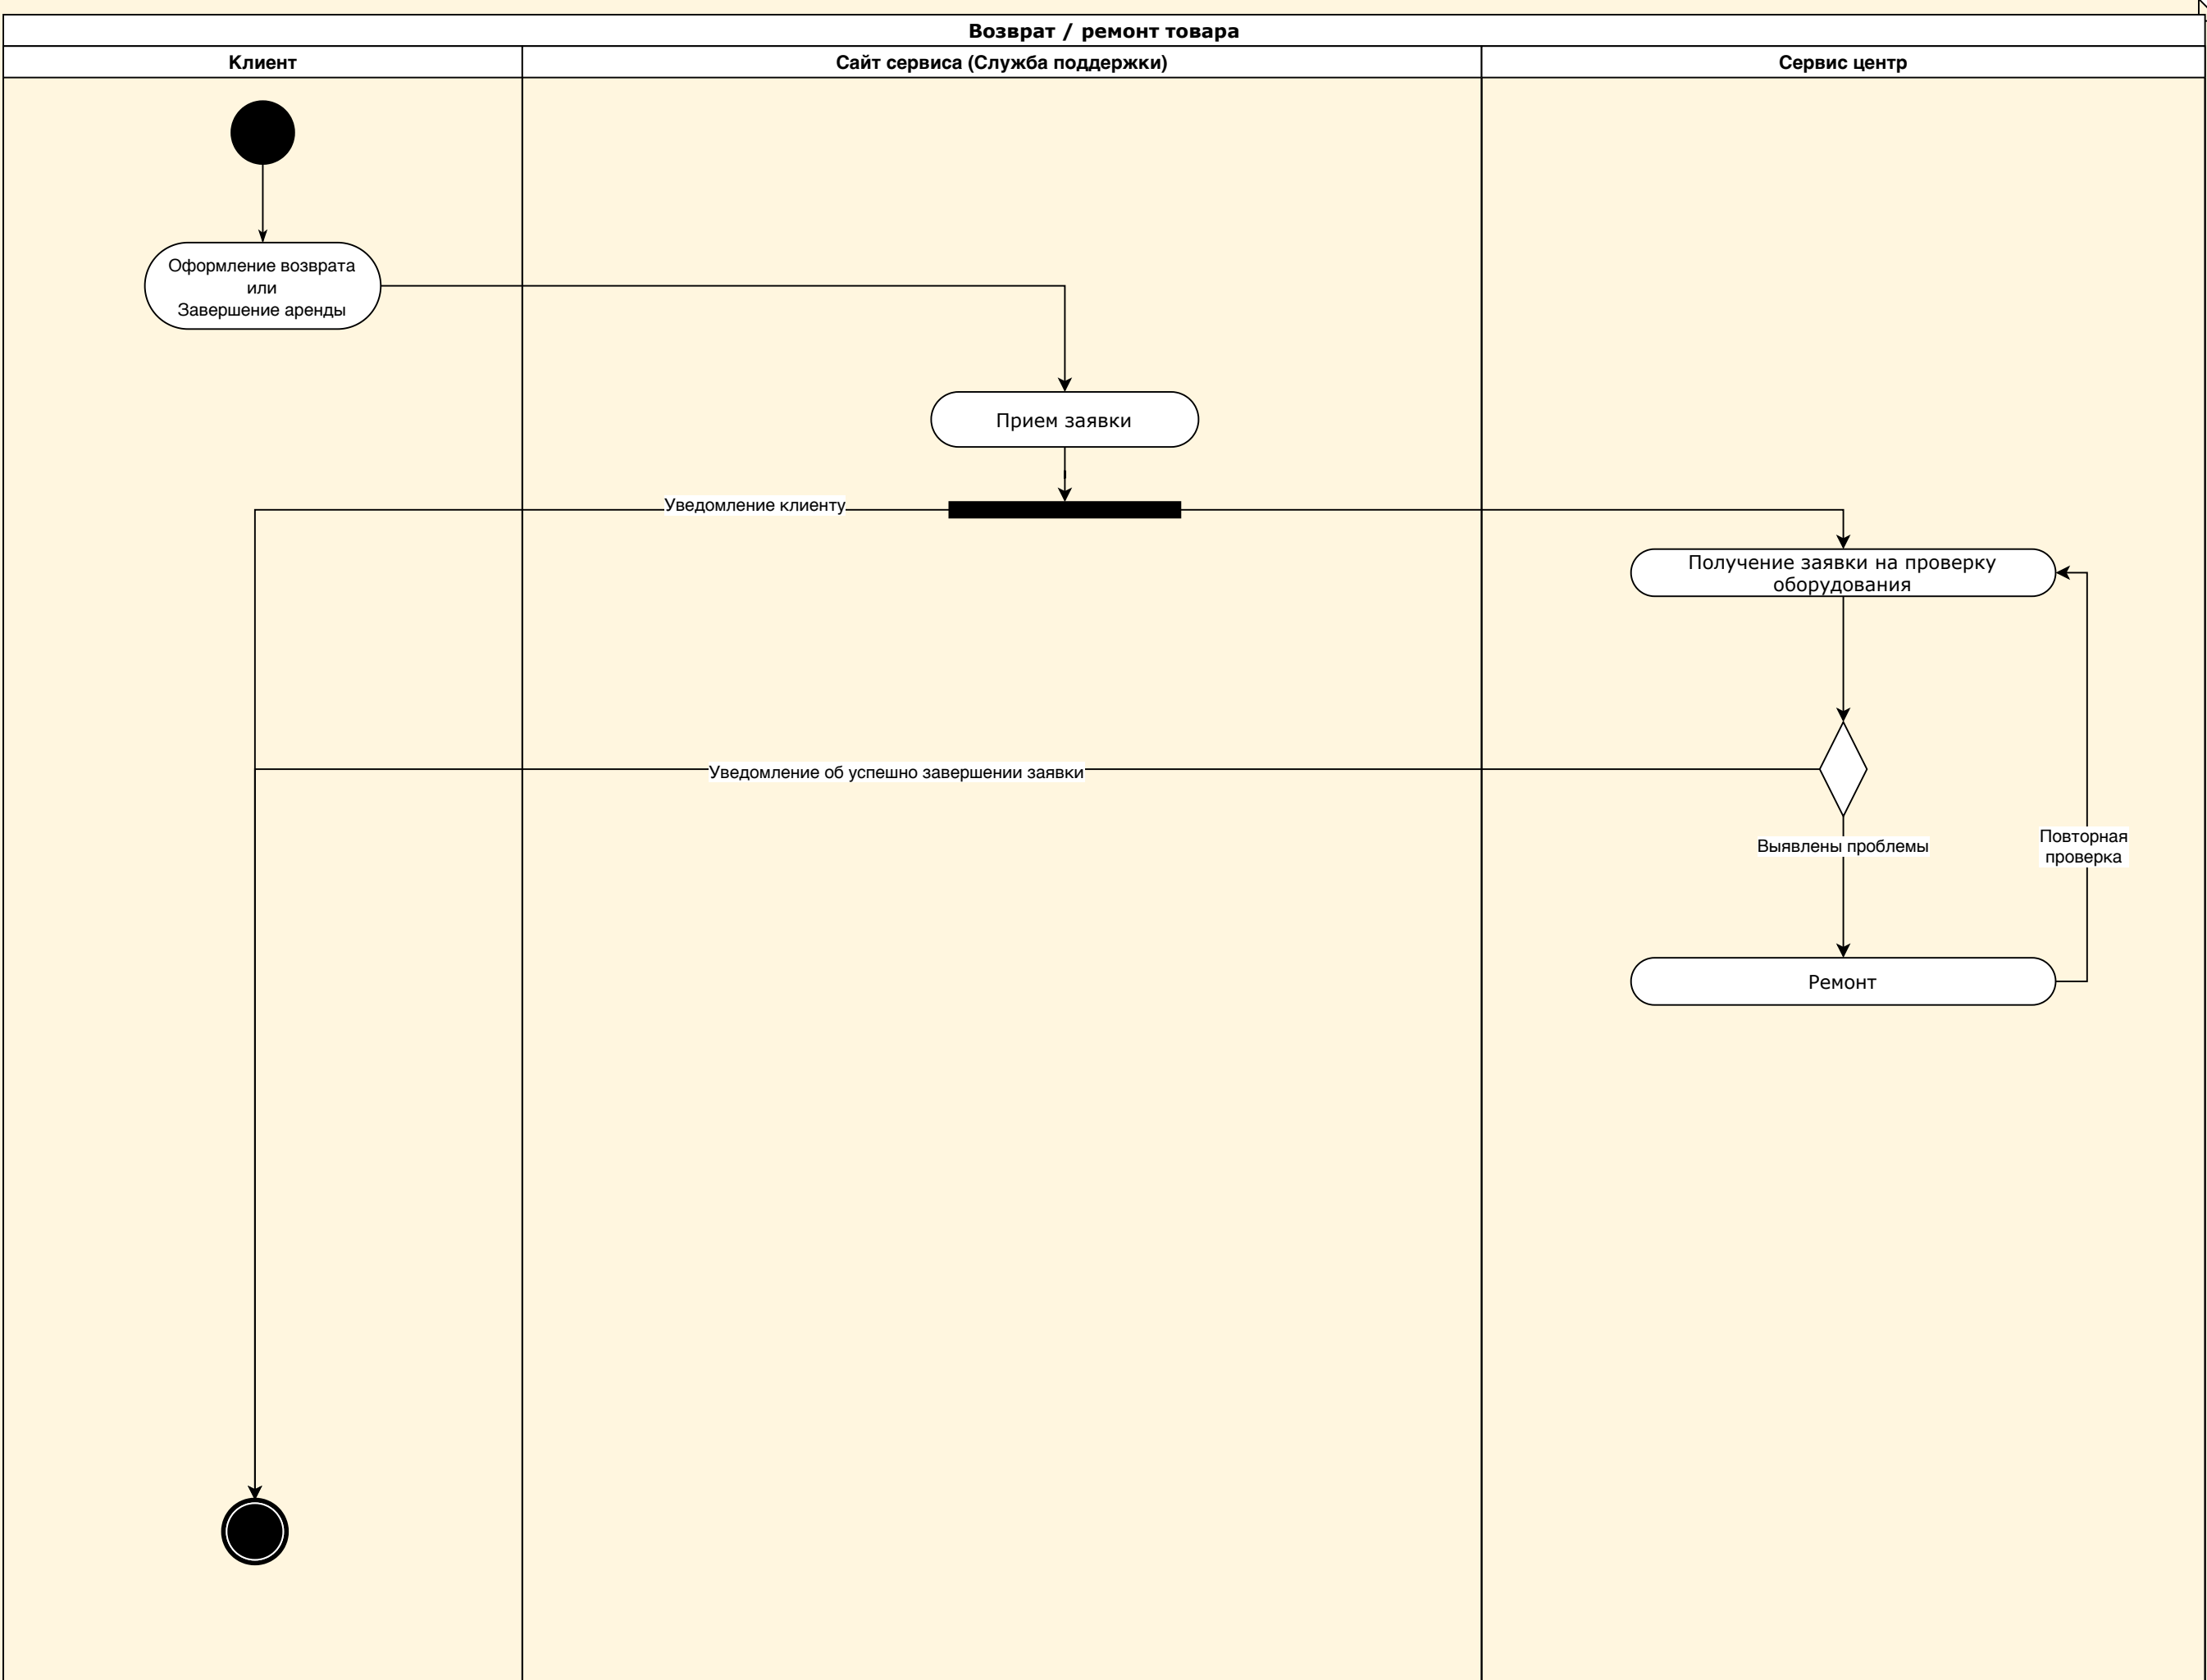 Возврат / ремонт товара
Клиент
Сайт сервиса (Служба поддержки)
Сервис центр
Оформление возврата
или
Завершение аренды
Прием заявки
Уведомление клиенту
Получение заявки на проверку
оборудования
Уведомление об успешно завершении заявки
Выявлены проблемы
Повторная
проверка
Ремонт